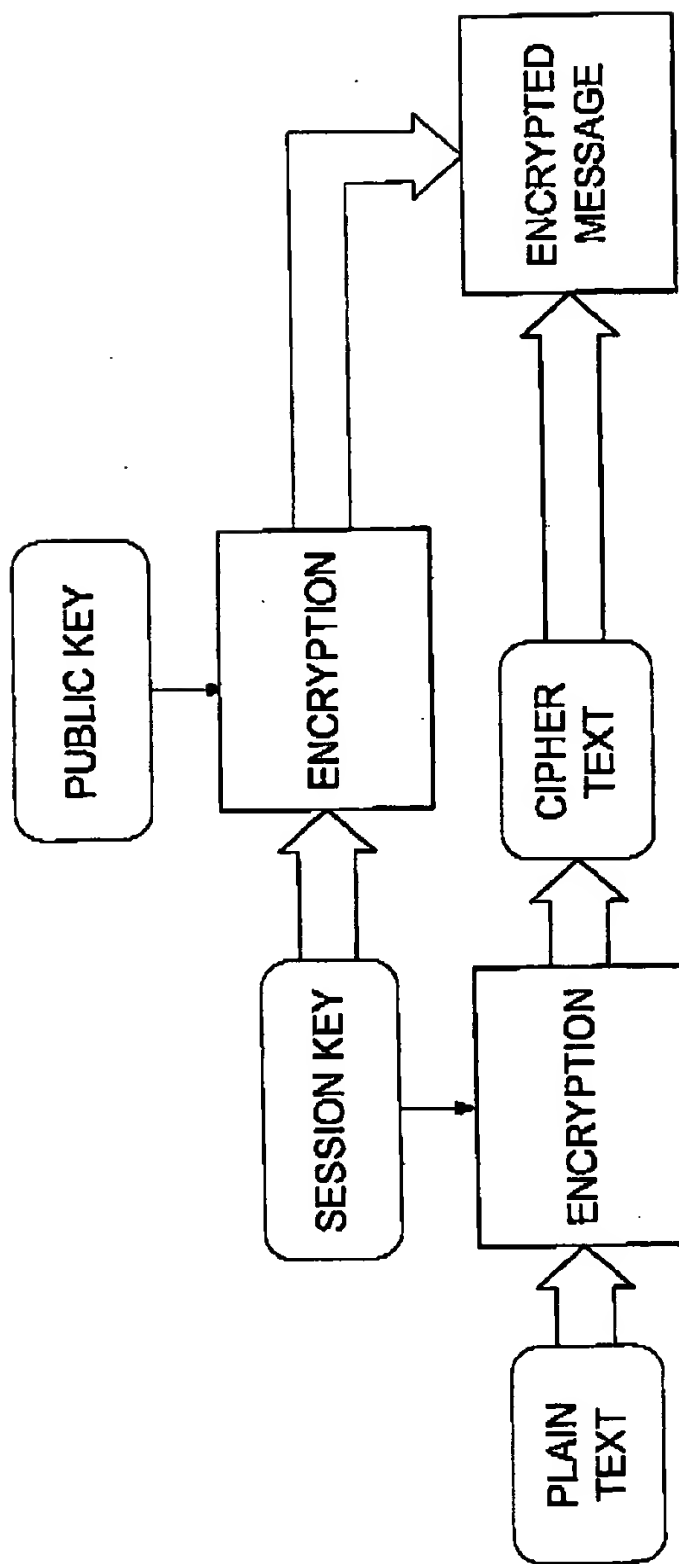 PUBLIC KEY
SESSION KEY
ENCRYPTION
PLAIN
TEXT
ENCRYPTION
CIPHER
TEXT
ENCRYPTED
MESSAGE